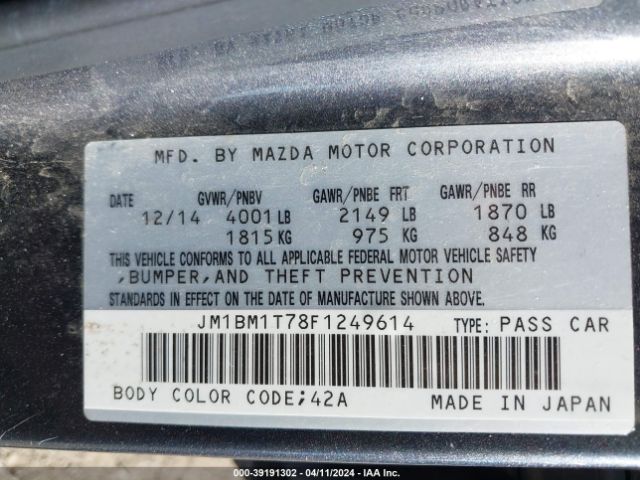 MFD. BY MAZDA MOTOR CORPORATION
DATE GVWR/PNBV GAWR/PNBE FRT GAWR/PNBE RR
12/14 4001 LB 2149 LB 1870 LB
1815 KG 975 KG 848 KG
THIS VEHICLE CONFORMS TO ALL APPLICABLE FEDERAL MOTOR VEHICLE SAFETY
,BUMPER,AND THEFT PREVENTION
STANDARDS IN EFFECT ON THE DATE OF MANUFACTURE SHOWN ABOVE.
JM1BM1T78F1249614 TYPE: PASS CAR
BODY COLOR CODE;42A MADE IN JAPAN
000-39191302 - 04/11/2024 - IAA Inc.